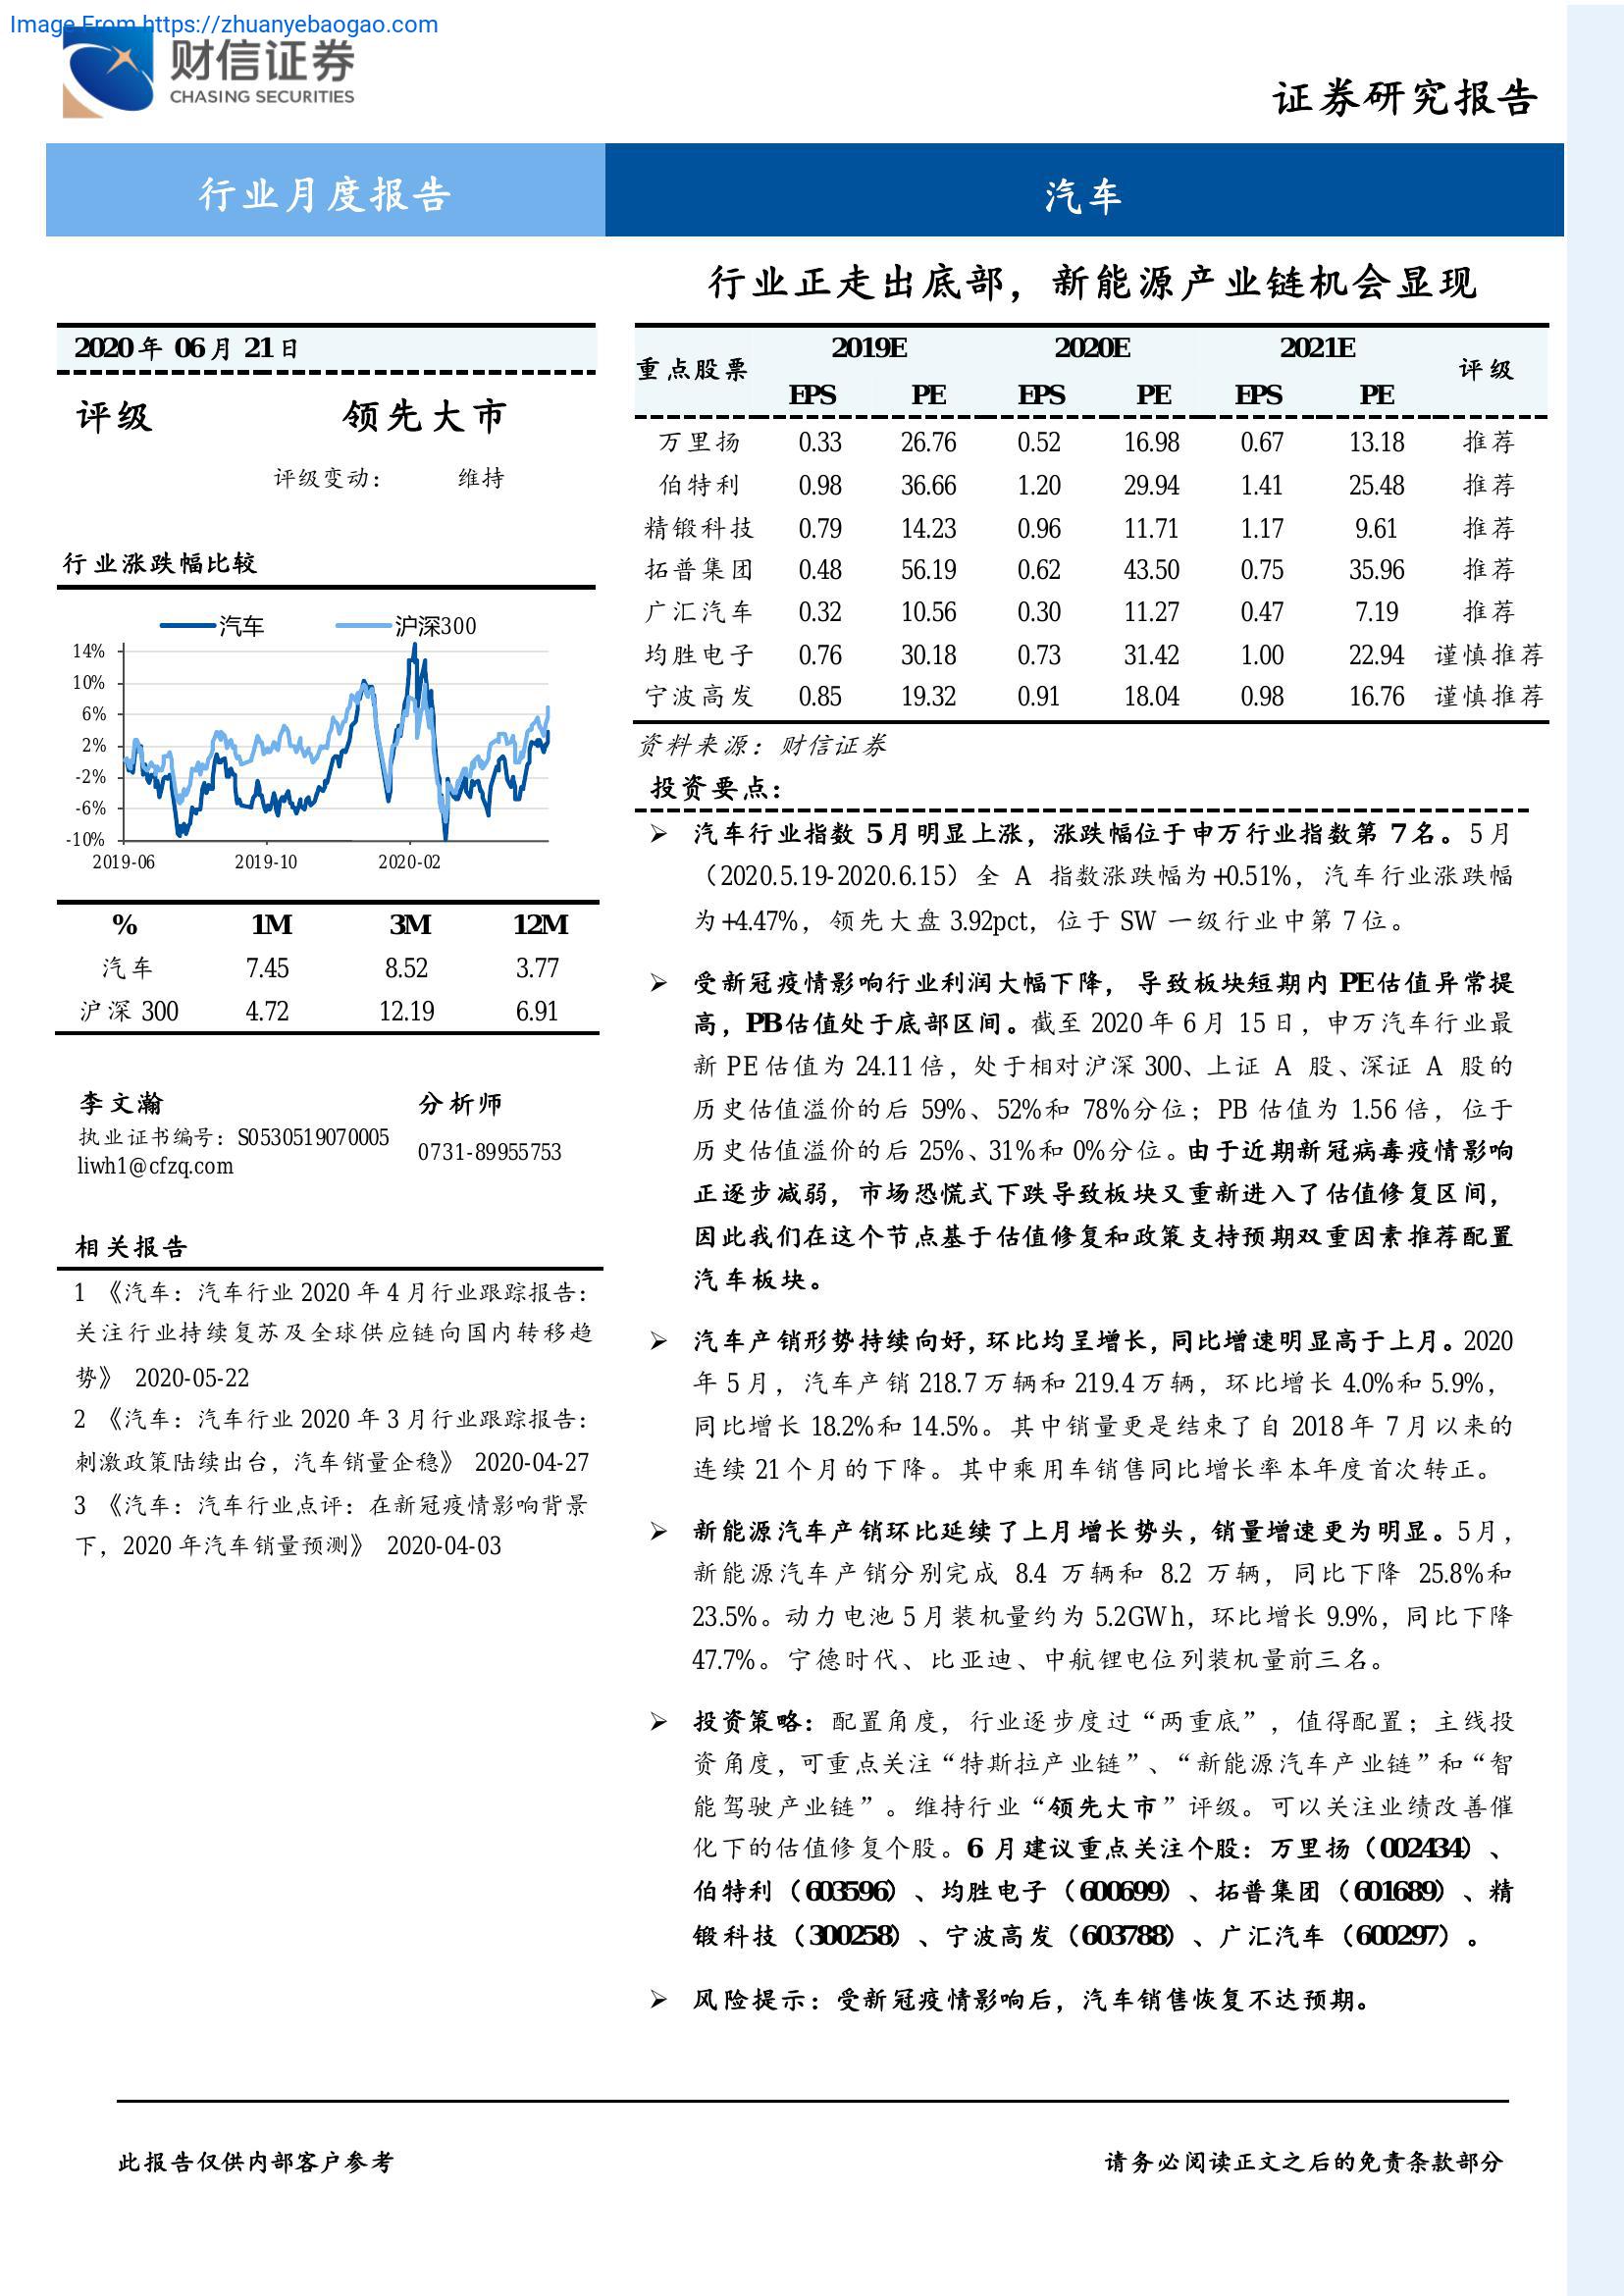 Image From https://zhuanyebaogao.com
财信证券
CHASING SECURITIES
证券研究报告
行业月度报告
汽车
行业正走出底部，新能源产业链机会显现
2020 年 06 月 21 日
评级 领先大市
评级变动： 维持
行业涨跌幅比较
汽车 沪深300
14%
10%
6%
2%
-2%
-6%
-10%
2019-06 2019-10 2020-02
% 1M 3M 12M
汽车 7.45 8.52 3.77
沪深 300 4.72 12.19 6.91
李文瀚 分析师
执业证书编号：S0530519070005 0731-89955753
liwh1@cfzq.com
相关报告
1 《汽车：汽车行业 2020 年 4 月行业跟踪报告：
关注行业持续复苏及全球供应链向国内转移趋
势》 2020-05-22
2 《汽车：汽车行业 2020 年 3 月行业跟踪报告：
刺激政策陆续出台，汽车销量企稳》 2020-04-27
3 《汽车：汽车行业点评：在新冠疫情影响背景
下，2020 年汽车销量预测》 2020-04-03
重点股票 2019E 2020E 2021E 评级
EPS PE EPS PE EPS PE
万里扬 0.33 26.76 0.52 16.98 0.67 13.18 推荐
伯特利 0.98 36.66 1.20 29.94 1.41 25.48 推荐
精锻科技 0.79 14.23 0.96 11.71 1.17 9.61 推荐
拓普集团 0.48 56.19 0.62 43.50 0.75 35.96 推荐
广汇汽车 0.32 10.56 0.30 11.27 0.47 7.19 推荐
均胜电子 0.76 30.18 0.73 31.42 1.00 22.94 谨慎推荐
宁波高发 0.85 19.32 0.91 18.04 0.98 16.76 谨慎推荐
资料来源：财信证券
投资要点：
➢ 汽车行业指数 5 月明显上涨，涨跌幅位于申万行业指数第 7 名。5 月
（2020.5.19-2020.6.15）全 A 指数涨跌幅为+0.51%，汽车行业涨跌幅
为+4.47%，领先大盘 3.92pct，位于 SW 一级行业中第 7 位。
➢ 受新冠疫情影响行业利润大幅下降，导致板块短期内 PE 估值异常提
高，PB 估值处于底部区间。截至 2020 年 6 月 15 日，申万汽车行业最
新 PE 估值为 24.11 倍，处于相对沪深 300、上证 A 股、深证 A 股的
历史估值溢价的后 59%、52%和 78%分位；PB 估值为 1.56 倍，位于
历史估值溢价的后 25%、31%和 0%分位。由于近期新冠病毒疫情影响
正逐步减弱，市场恐慌式下跌导致板块又重新进入了估值修复区间，
因此我们在这个节点基于估值修复和政策支持预期双重因素推荐配置
汽车板块。
➢ 汽车产销形势持续向好，环比均呈增长，同比增速明显高于上月。2020
年 5 月，汽车产销 218.7 万辆和 219.4 万辆，环比增长 4.0%和 5.9%，
同比增长 18.2%和 14.5%。其中销量更是结束了自 2018 年 7 月以来的
连续 21 个月的下降。其中乘用车销售同比增长率本年度首次转正。
➢ 新能源汽车产销环比延续了上月增长势头，销量增速更为明显。5 月，
新能源汽车产销分别完成 8.4 万辆和 8.2 万辆，同比下降 25.8%和
23.5%。动力电池 5 月装机量约为 5.2GWh，环比增长 9.9%，同比下降
47.7%。宁德时代、比亚迪、中航锂电位列装机量前三名。
➢ 投资策略：配置角度，行业逐步度过“两重底”，值得配置；主线投
资角度，可重点关注“特斯拉产业链”、“新能源汽车产业链”和“智
能驾驶产业链”。维持行业“领先大市”评级。可以关注业绩改善催
化下的估值修复个股。6 月建议重点关注个股：万里扬（002434）、
伯特利（603596）、均胜电子（600699）、拓普集团（601689）、精
锻科技（300258）、宁波高发（603788）、广汇汽车（600297）。
➢ 风险提示：受新冠疫情影响后，汽车销售恢复不达预期。
此报告仅供内部客户参考
请务必阅读正文之后的免责条款部分